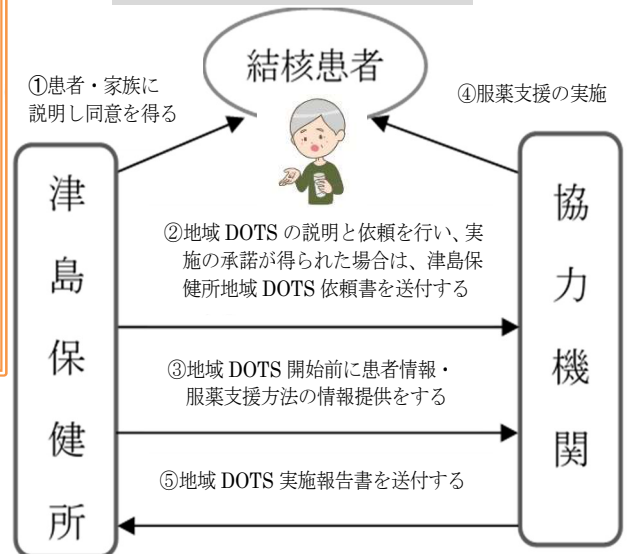 結核患者
①患者・家族に
説明し同意を得る
④服薬支援の実施
津島保健所
協力機関
②地域 DOTS の説明と依頼を行い、実
施の承諾が得られた場合は、津島保
健所地域 DOTS 依頼書を送付する
③地域 DOTS 開始前に患者情報・
服薬支援方法の情報提供をする
⑤地域 DOTS 実施報告書を送付する